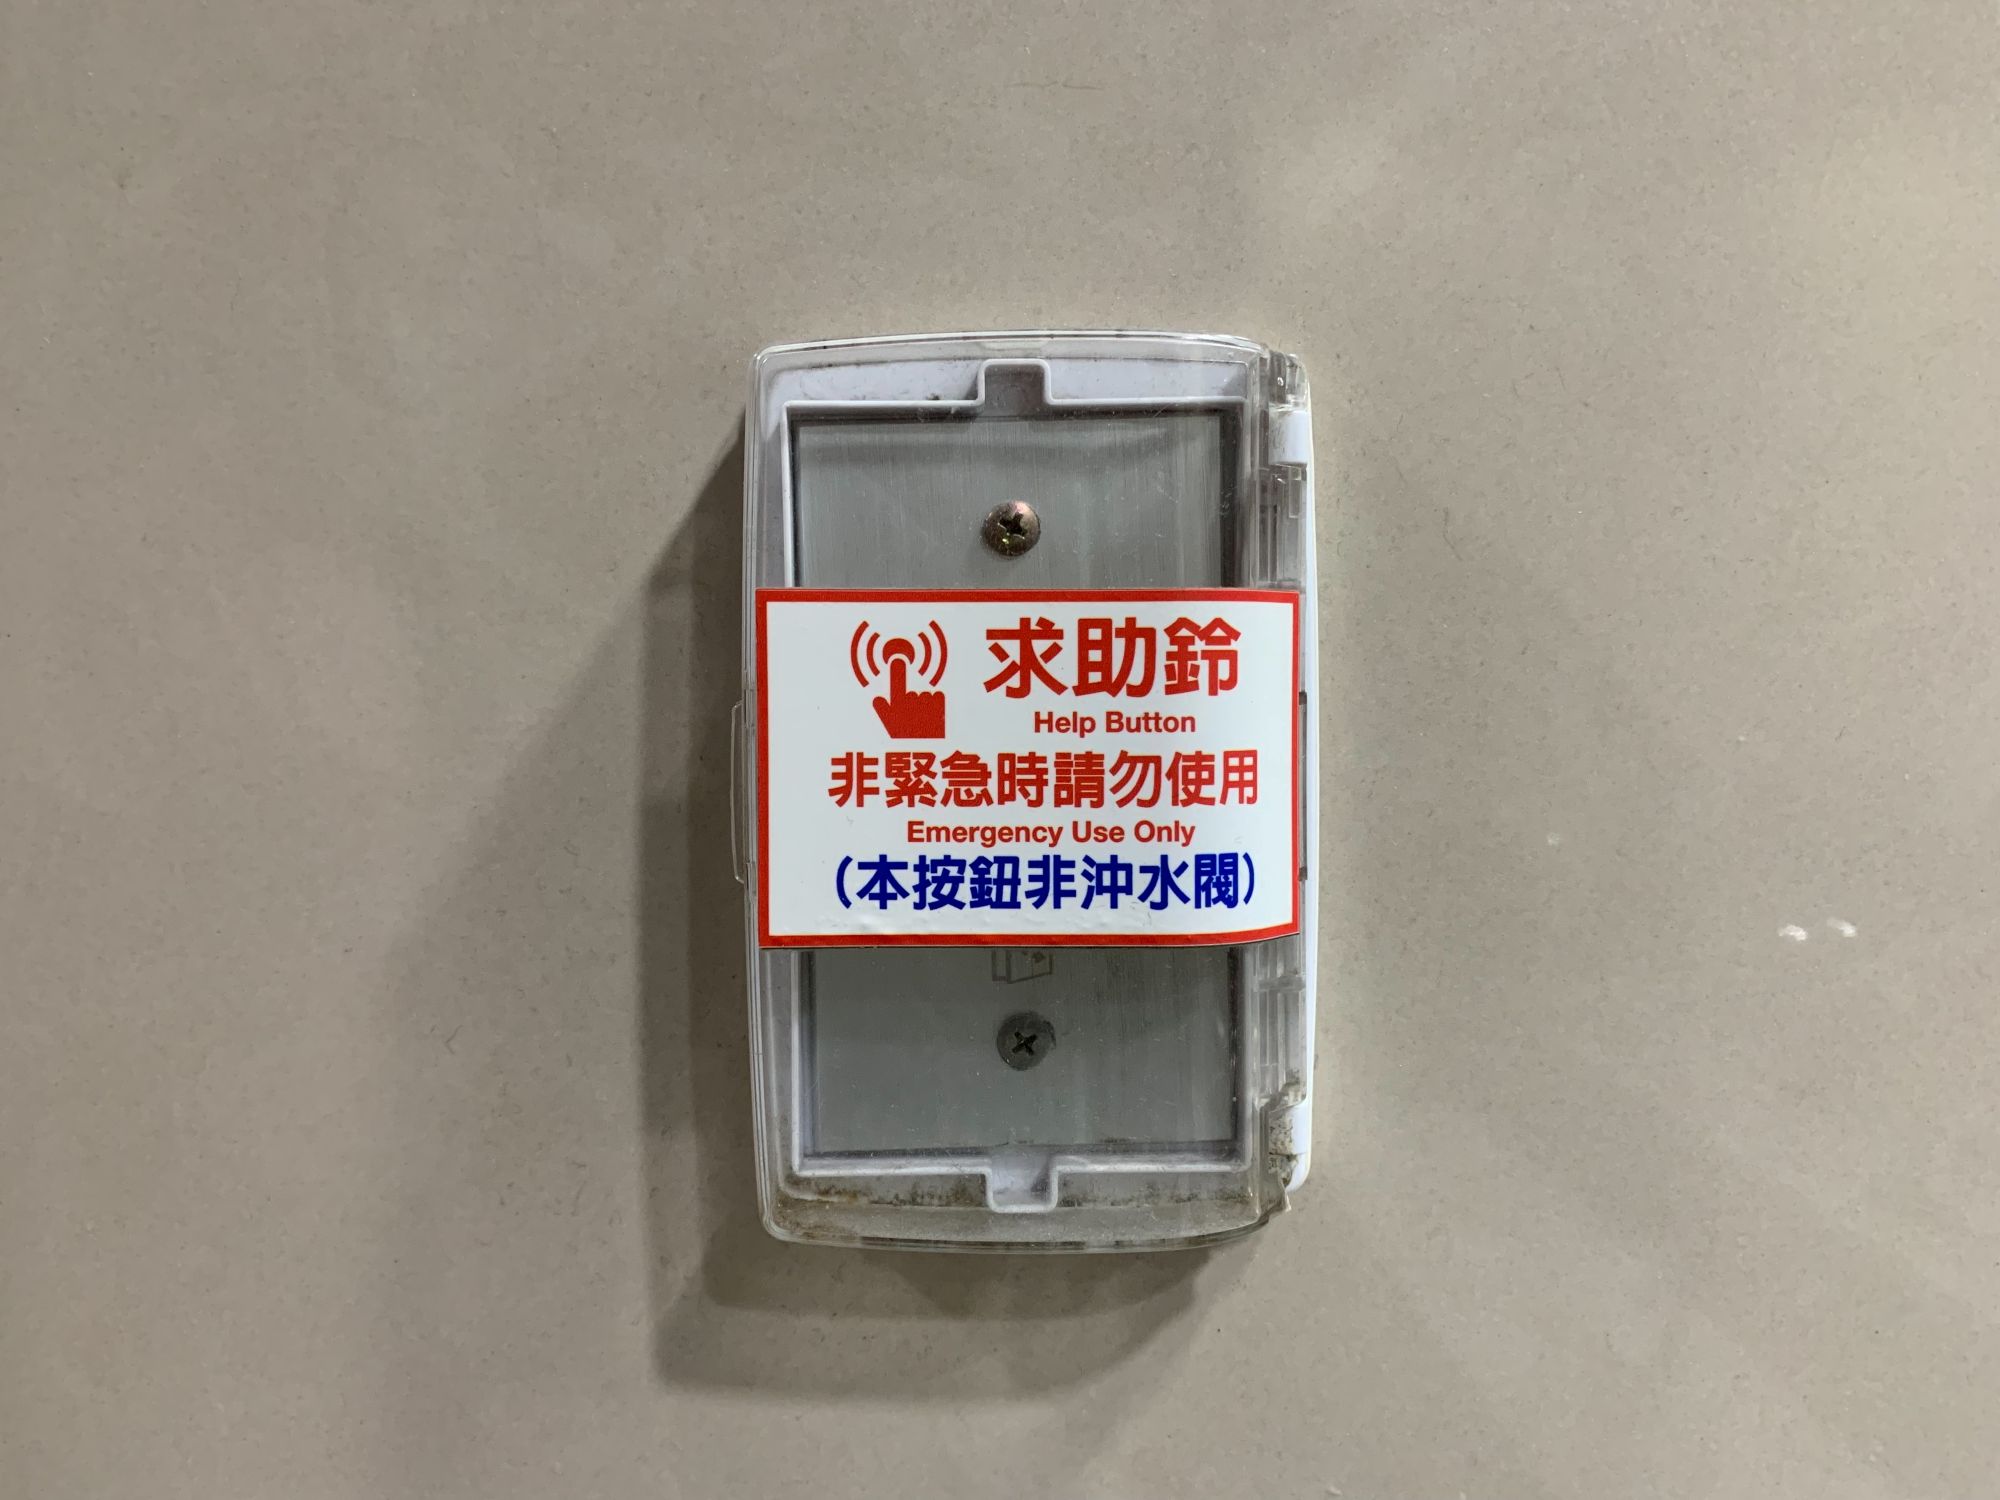 求助鈴
Help Button
非緊急時請勿使用
Emergency Use Only
（本按鈕非沖水閥）